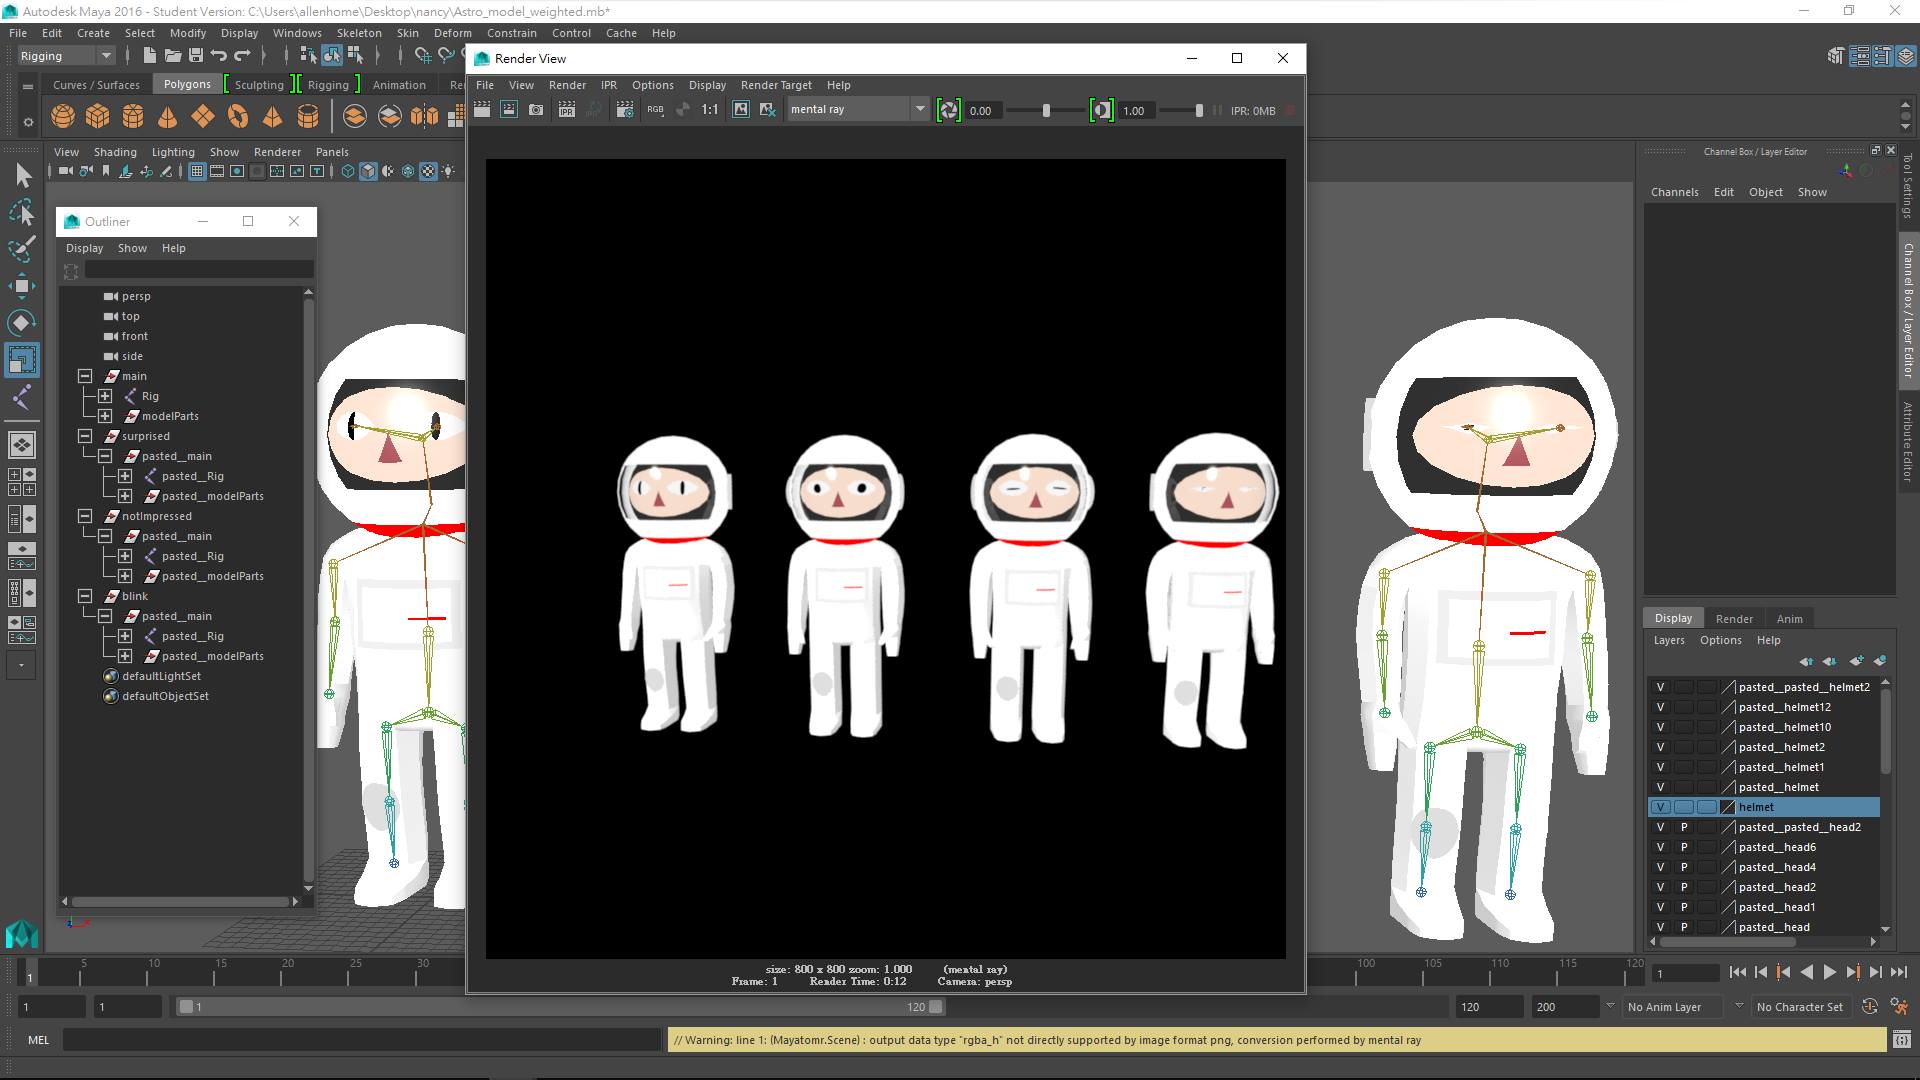 Autodesk Maya 2016 - Student Version: C:\Users\allenhome\Desktop\nancy\Astro_model_weighted.mb*
File Edit Create Select Modify Display Windows Skeleton Skin Deform Constrain Control Cache Help
Rigging
Curves / Surfaces Polygons Sculpting Rigging Animation Re
View Shading Lighting Show Renderer Panels
Outliner
Display Show Help
persp
top
front
side
main
Rig
modelParts
surprised
pasted__main
pasted__Rig
pasted__modelParts
notImpressed
pasted__main
pasted__Rig
pasted__modelParts
blink
pasted__main
pasted__Rig
pasted__modelParts
defaultLightSet
defaultObjectSet
Render View
File View Render IPR Options Display Render Target Help
IPR RGB 1:1 mental ray 0.00 1.00 IPR: 0MB
size: 800 x 800 zoom: 1.000 (mental ray)
Frame: 1 Render Time: 0:12 Camera: persp
Channel Box / Layer Editor
Channels Edit Object Show
Tool Settings
Channel Box / Layer Editor
Attribute Editor
Display Render Anim
Layers Options Help
V pasted__pasted__helmet2
V pasted__helmet12
V pasted__helmet10
V pasted__helmet2
V pasted__helmet1
V pasted__helmet
V helmet
V P pasted__pasted__head2
V P pasted__head6
V P pasted__head4
V P pasted__head2
V P pasted__head1
V P pasted__head
1 5 10 15 20 25 30 100 105 110 115 120 1
1 1 1 120 120 200 No Anim Layer No Character Set
MEL // Warning: line 1: (Mayatomr.Scene) : output data type "rgba_h" not directly supported by image format png, conversion performed by mental ray